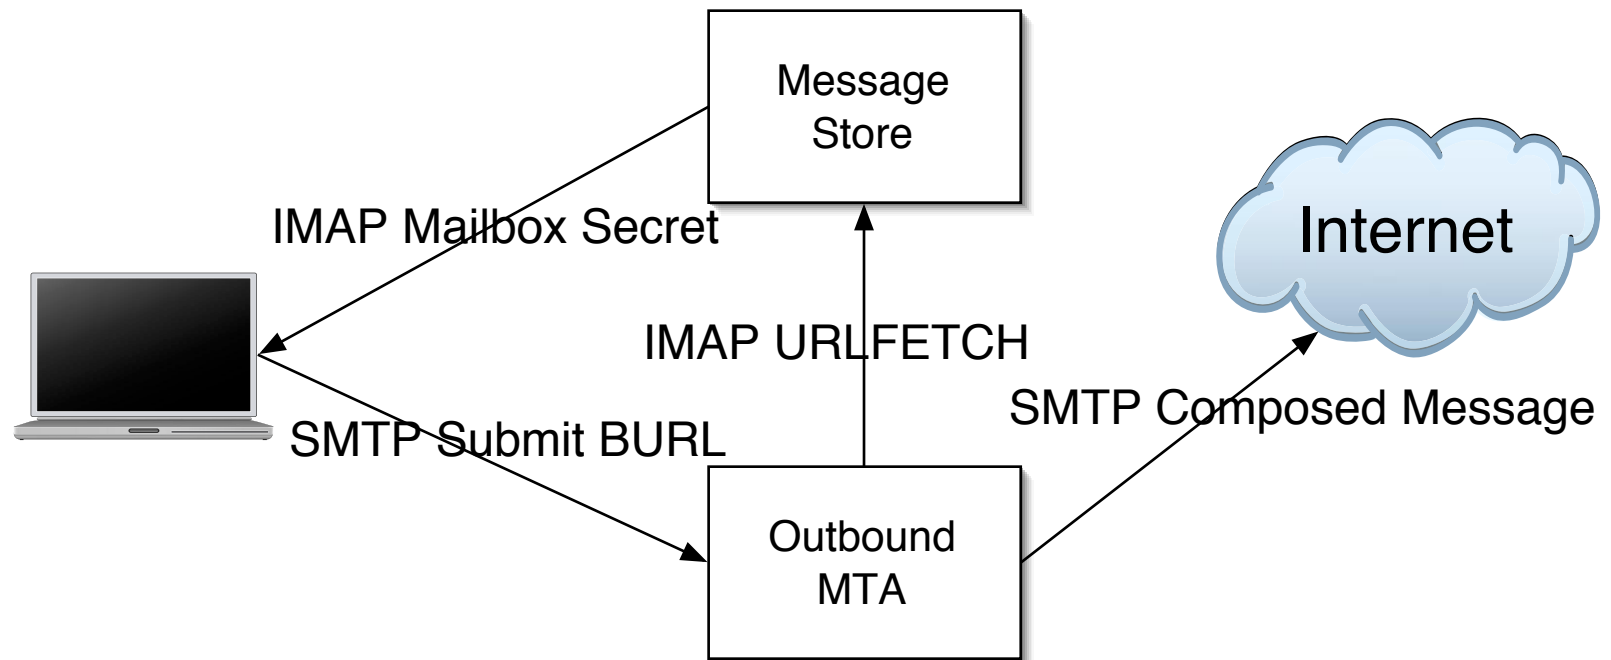 Message
Store
IMAP Mailbox Secret
Internet
IMAP URLFETCH
SMTP Composed Message
SMTP Submit BURL
Outbound
MTA